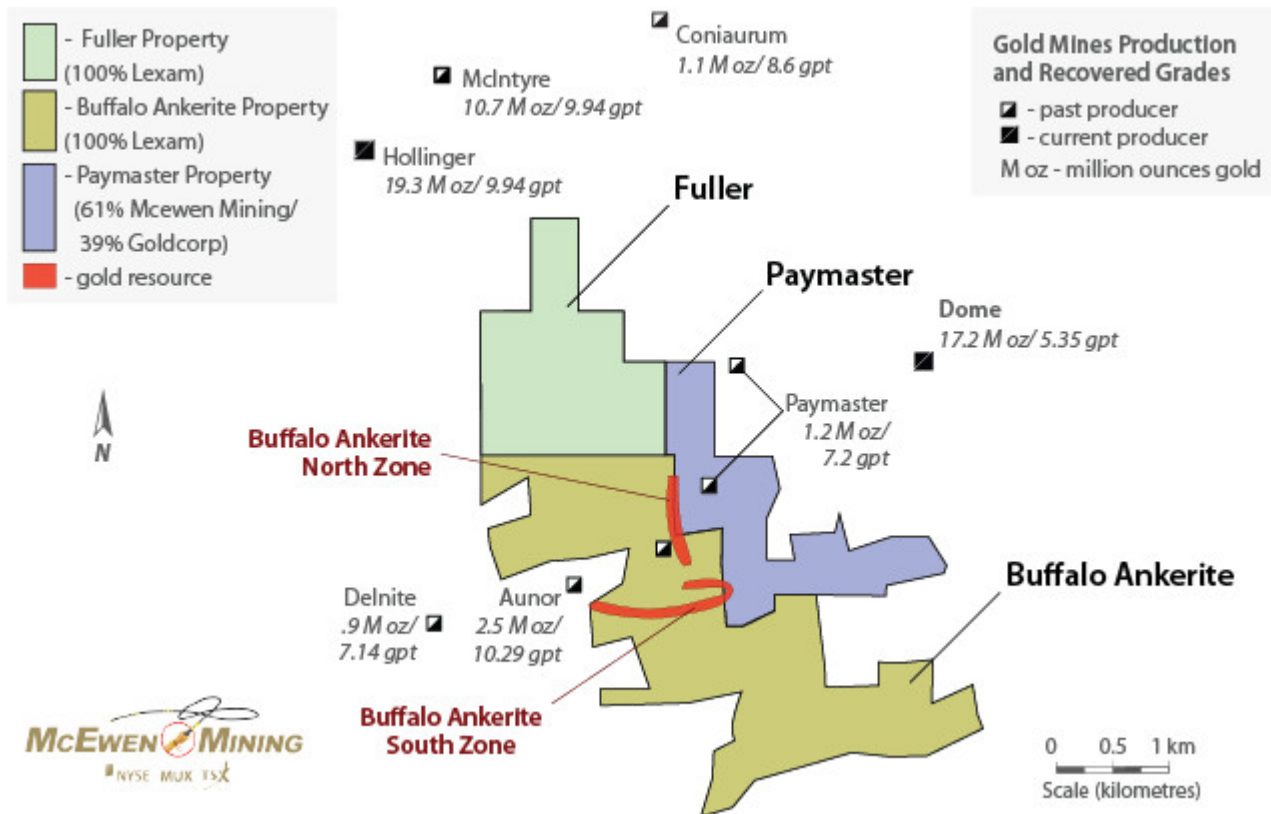 - Fuller Property
(100% Lexam)
- Buffalo Ankerite Property
(100% Lexam)
- Paymaster Property
(61% Mcewen Mining/
39% Goldcorp)
- gold resource
Coniaurum
1.1 M oz/ 8.6 gpt
McIntyre
10.7 M oz/ 9.94 gpt
Hollinger
19.3 M oz/ 9.94 gpt
Gold Mines Production
and Recovered Grades
- past producer
- current producer
M oz - million ounces gold
Fuller
Paymaster
Dome
17.2 M oz/ 5.35 gpt
N
Buffalo Ankerite
North Zone
Paymaster
1.2 M oz/
7.2 gpt
Buffalo Ankerite
Delnite
.9 M oz/
7.14 gpt
Aunor
2.5 M oz/
10.29 gpt
Buffalo Ankerite
South Zone
MCEWEN MINING
NYSE MUX TSX
0 0.5 1 km
Scale (kilometres)